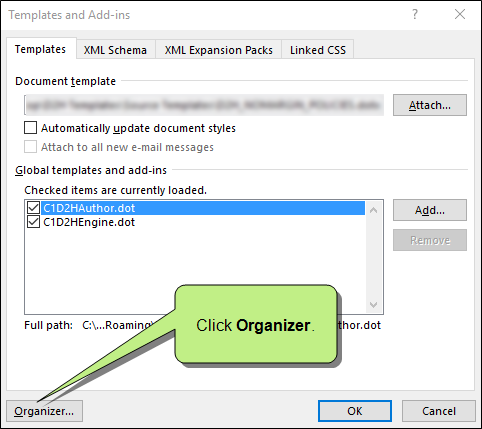 Templates and Add-ins
?
Templates
XML Schema
XML Expansion Packs
Linked CSS
Document template
Attach...
Automatically update document styles
Attach to all new e-mail messages
Global templates and add-ins
Checked items are currently loaded.
C1D2HAuthor.dot
C1D2HEngine.dot
Add...
Remove
Click Organizer.
Full path: C:\...Roaming\ thor.dot
Organizer...
OK
Cancel